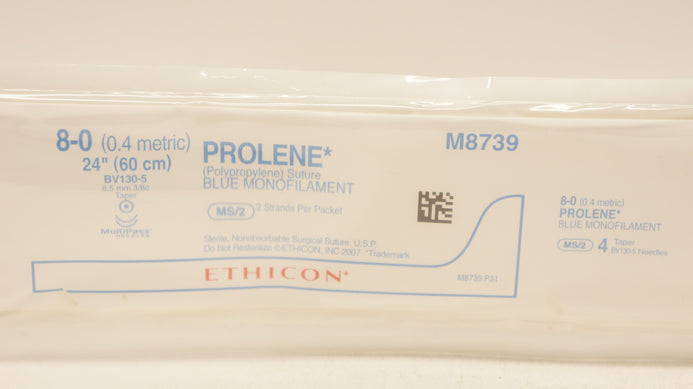 8-0 (0.4 metric)
24" (60 cm)
BV130-5
6.5 mm 3/8c
Taper
MultiPass*
NEEDLES
PROLENE*
(Polypropylene) Suture
BLUE MONOFILAMENT
MS/2 2 Strands Per Packet
Sterile, Nonabsorbable Surgical Suture, U.S.P.
Do Not Resterilize ©ETHICON, INC 2007 *Trademark
ETHICON*
M8739
M8739.P31
8-0 (0.4 metric)
PROLENE*
BLUE MONOFILAMENT
MS/2 4 Taper
BV130-5 Needles